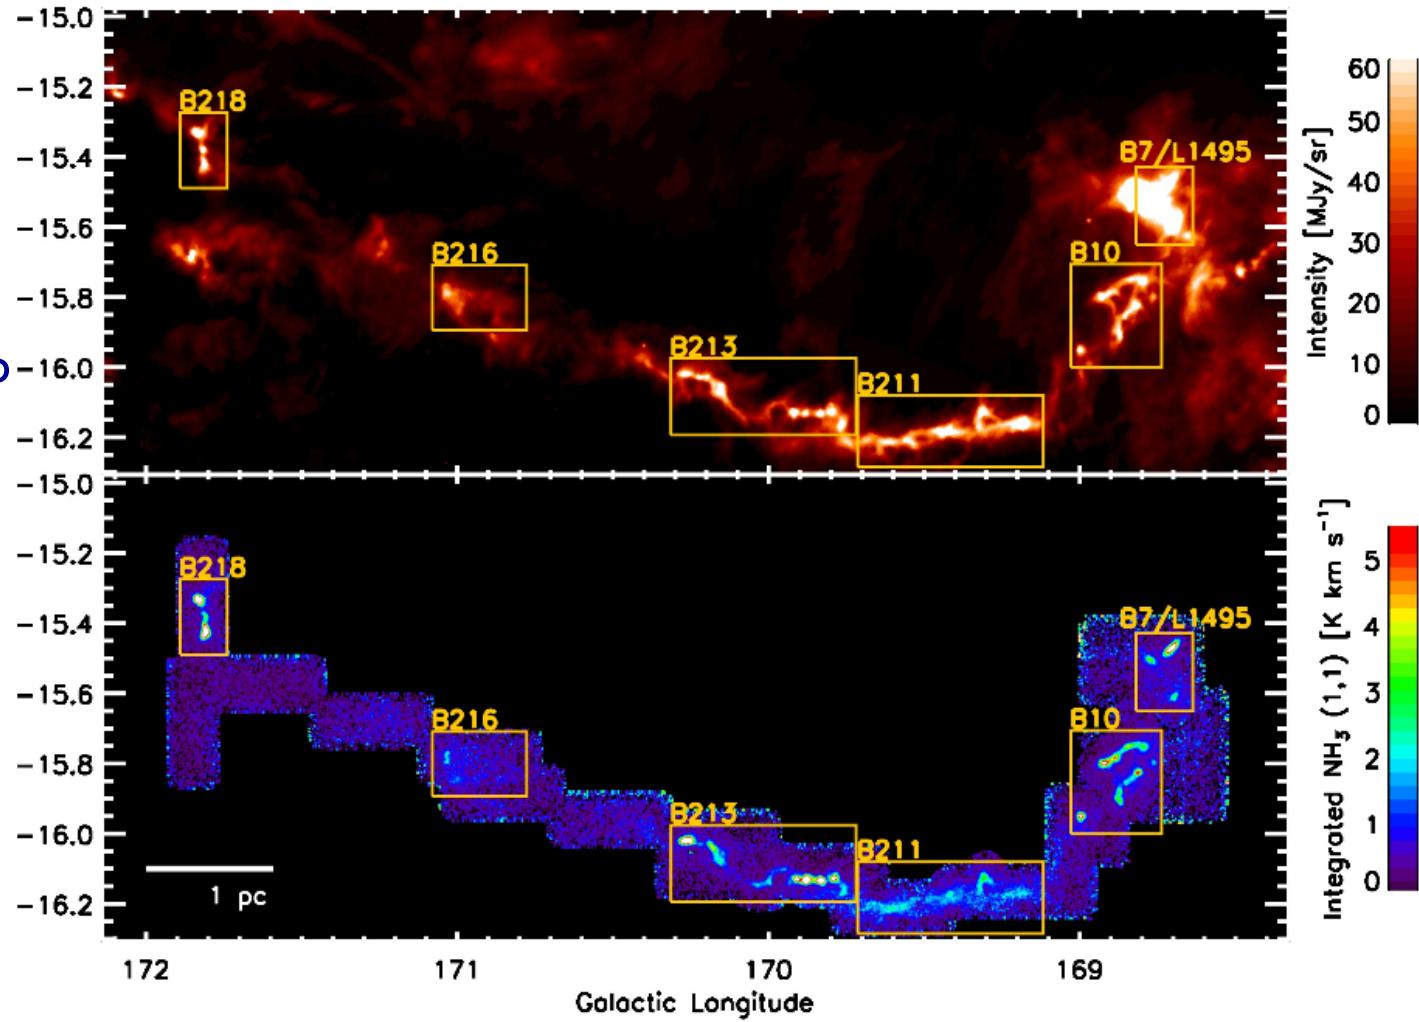 −15.0
−15.2
−15.4
−15.6
−15.8
−16.0
−16.2
B218
B216
B213
B211
B7/L1495
B10
60
50
40
30
20
10
0
Intensity [MJy/sr]
−15.0
−15.2
−15.4
−15.6
−15.8
−16.0
−16.2
B218
B216
B213
B211
B7/L1495
B10
1 pc
5
4
3
2
1
0
Integrated NH₃ (1,1) [K km s⁻¹]
172
171
170
169
Galactic Longitude